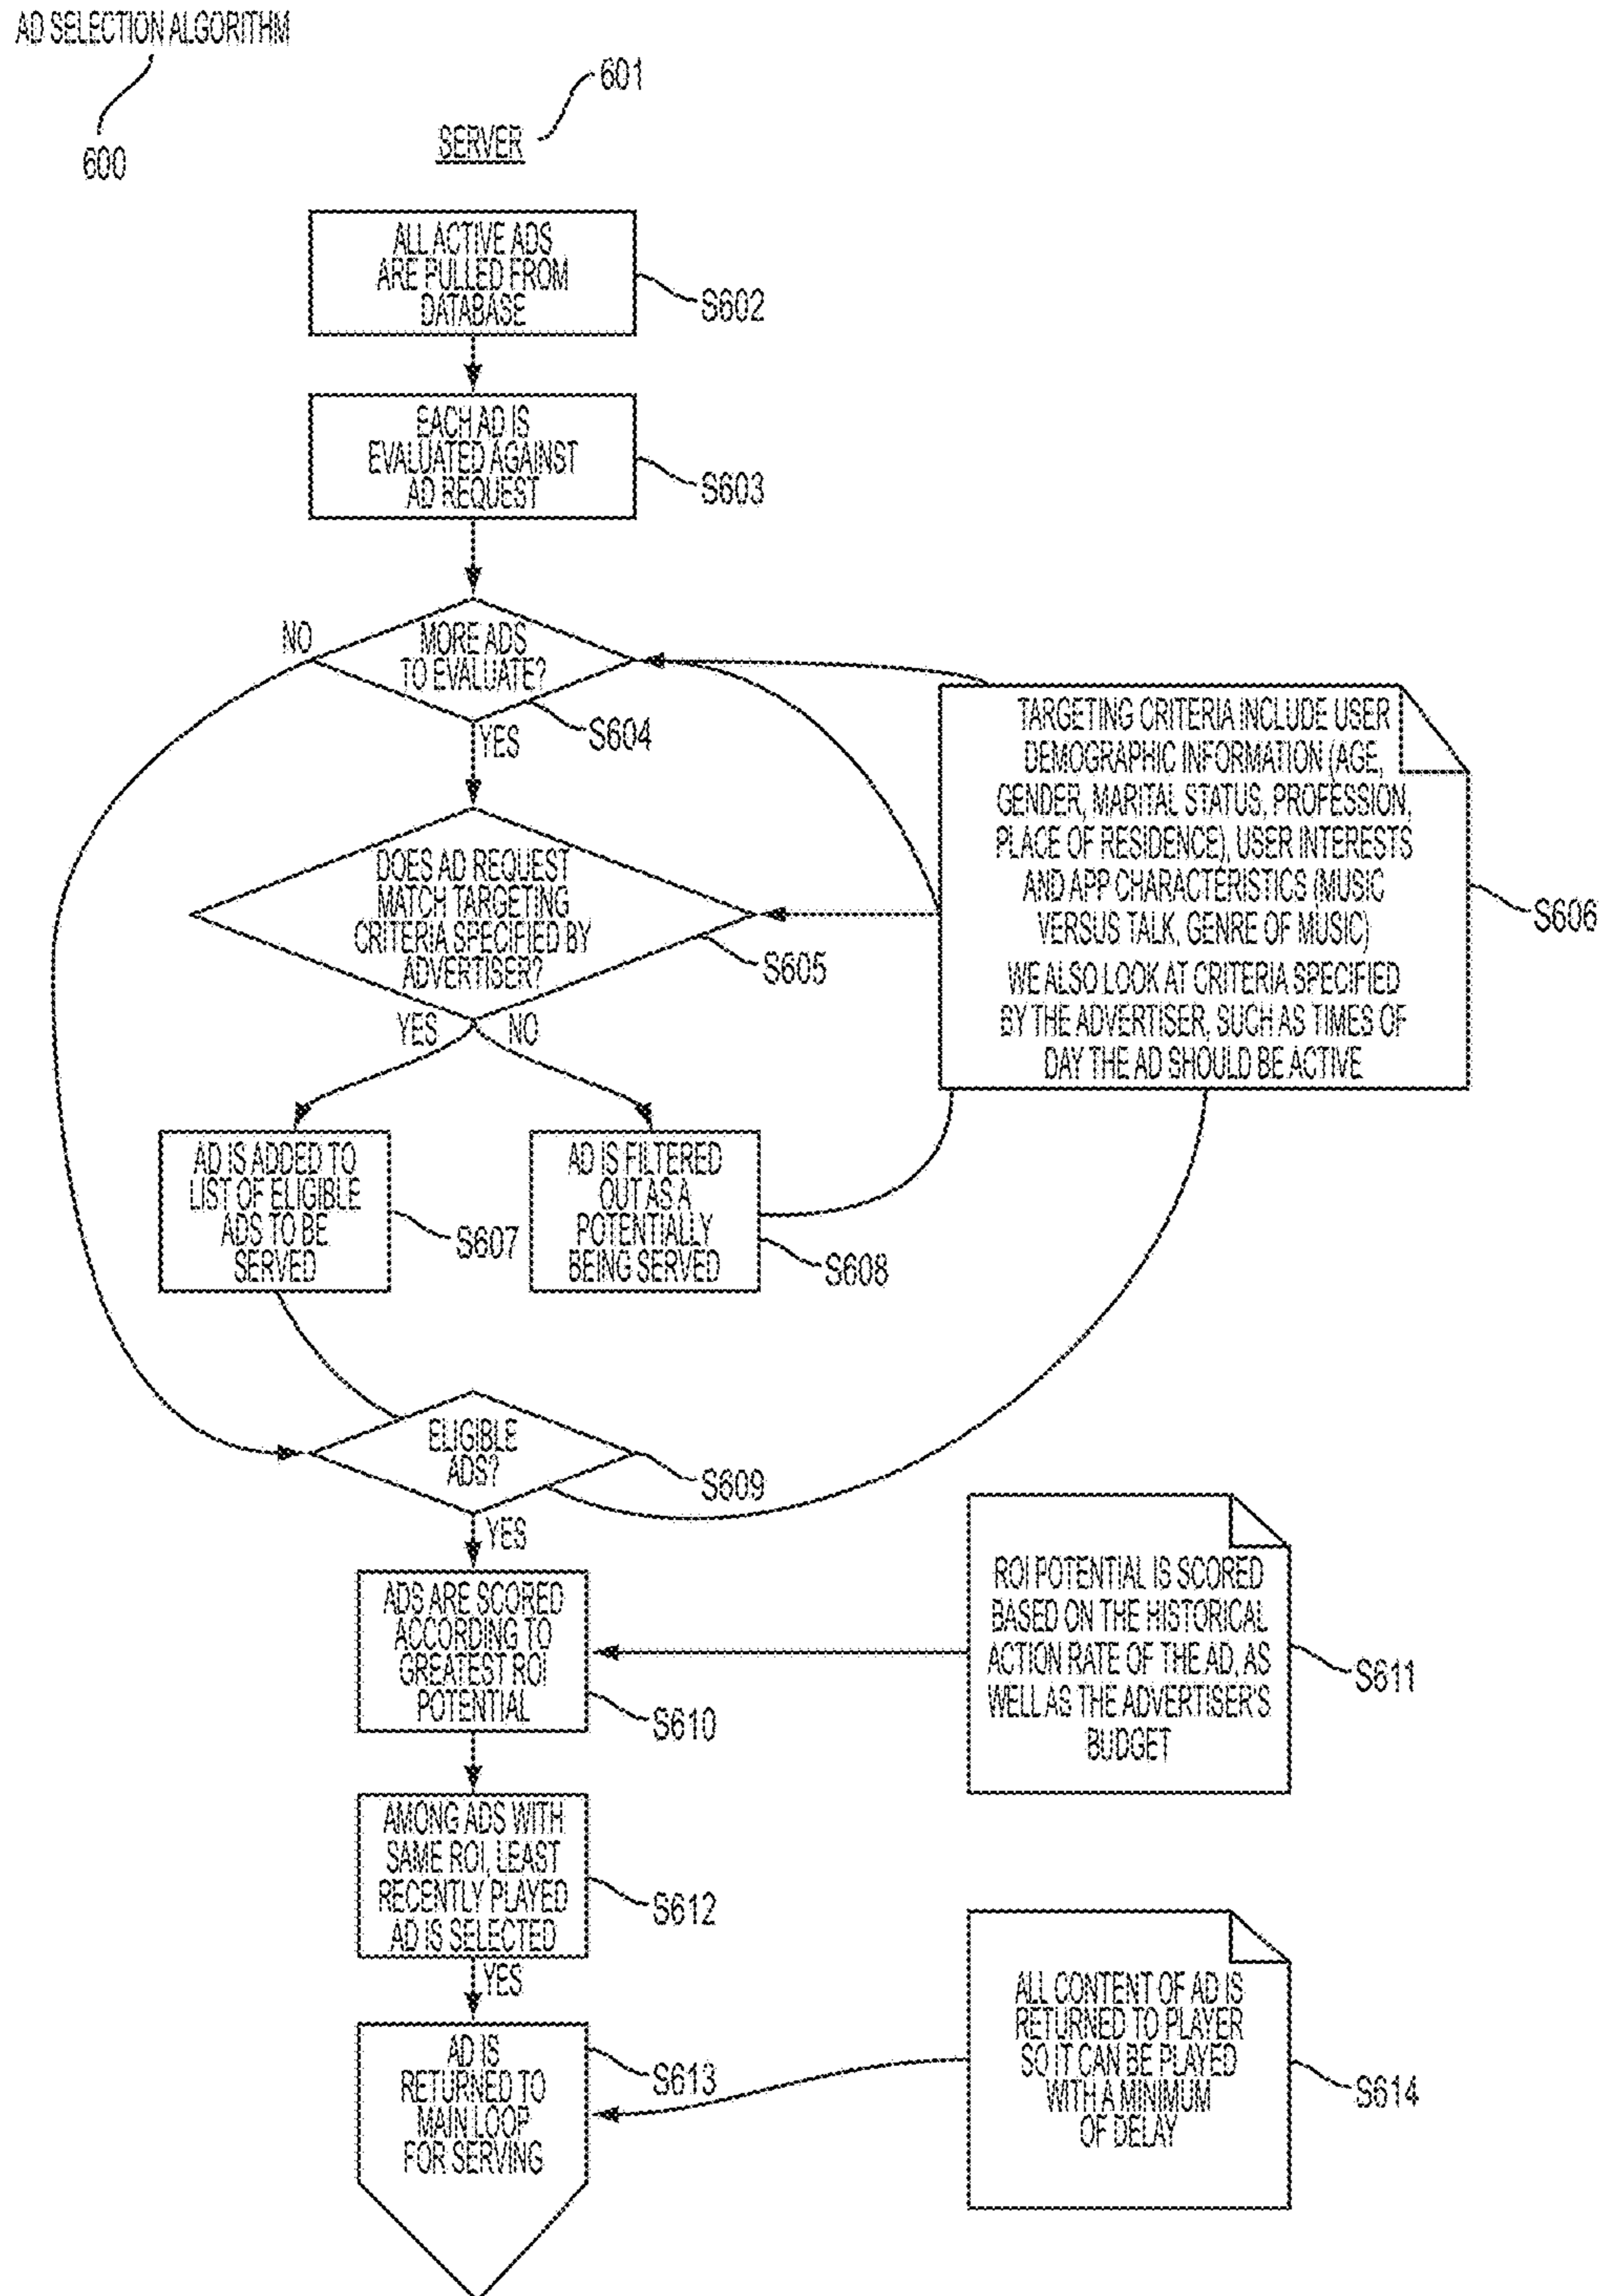 AD SELECTION ALGORITHM
600
601
SERVER
ALL ACTIVE ADS
ARE PULLED FROM
DATABASE
S602
EACH AD IS
EVALUATED AGAINST
AD REQUEST
S603
NO
MORE ADS
TO EVALUATE?
S604
YES
TARGETING CRITERIA INCLUDE USER
DEMOGRAPHIC INFORMATION (AGE,
GENDER, MARITAL STATUS, PROFESSION,
PLACE OF RESIDENCE), USER INTERESTS
AND APP CHARACTERISTICS (MUSIC
VERSUS TALK, GENRE OF MUSIC)
WE ALSO LOOK AT CRITERIA SPECIFIED
BY THE ADVERTISER, SUCH AS TIMES OF
DAY THE AD SHOULD BE ACTIVE
S606
DOES AD REQUEST
MATCH TARGETING
CRITERIA SPECIFIED BY
ADVERTISER?
S605
YES
NO
AD IS ADDED TO
LIST OF ELIGIBLE
ADS TO BE
SERVED
S607
AD IS FILTERED
OUT AS A
POTENTIALLY
BEING SERVED
S608
ELIGIBLE
ADS?
S609
YES
ADS ARE SCORED
ACCORDING TO
GREATEST ROI
POTENTIAL
S610
ROI POTENTIAL IS SCORED
BASED ON THE HISTORICAL
ACTION RATE OF THE AD, AS
WELL AS THE ADVERTISER'S
BUDGET
S611
AMONG ADS WITH
SAME ROI, LEAST
RECENTLY PLAYED
AD IS SELECTED
S612
YES
AD IS
RETURNED TO
MAIN LOOP
FOR SERVING
S613
ALL CONTENT OF AD IS
RETURNED TO PLAYER
SO IT CAN BE PLAYED
WITH A MINIMUM
OF DELAY
S614